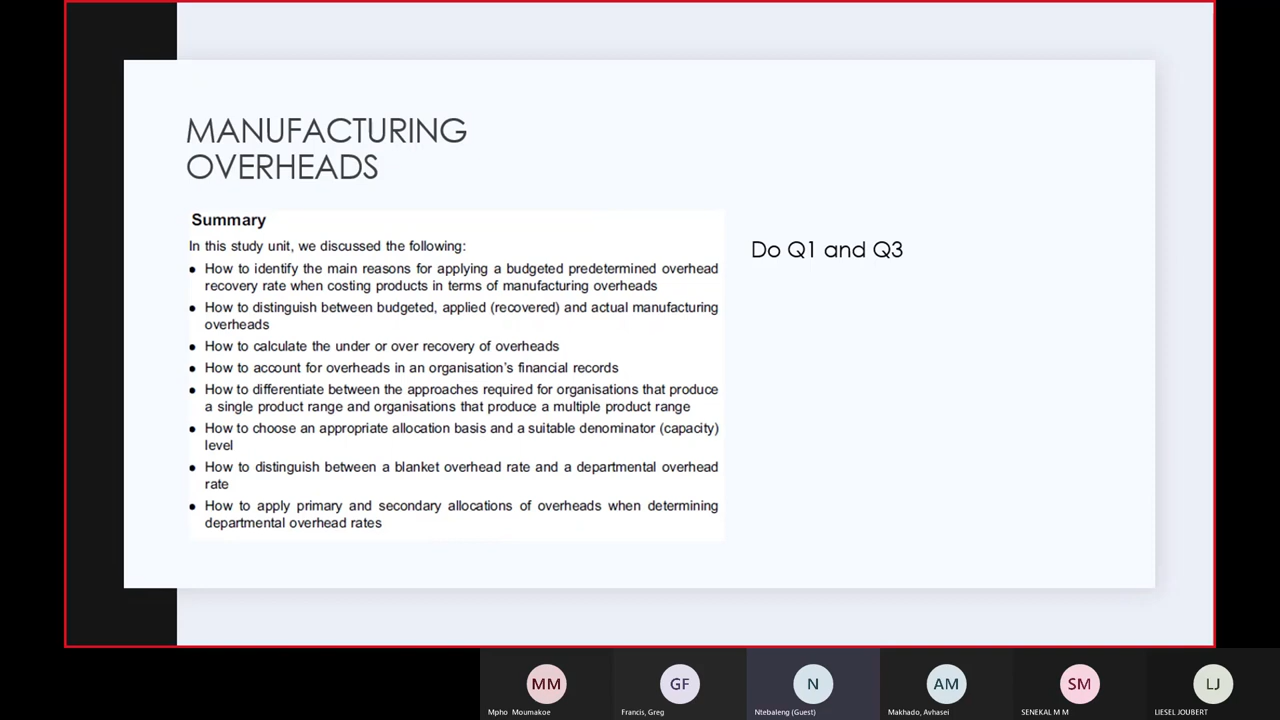 MANUFACTURING
OVERHEADS
Summary
In this study unit, we discussed the following:
● How to identify the main reasons for applying a budgeted predetermined overhead
recovery rate when costing products in terms of manufacturing overheads
● How to distinguish between budgeted, applied (recovered) and actual manufacturing
overheads
● How to calculate the under or over recovery of overheads
● How to account for overheads in an organisation's financial records
● How to differentiate between the approaches required for organisations that produce
a single product range and organisations that produce a multiple product range
● How to choose an appropriate allocation basis and a suitable denominator (capacity)
level
● How to distinguish between a blanket overhead rate and a departmental overhead
rate
● How to apply primary and secondary allocations of overheads when determining
departmental overhead rates
Do Q1 and Q3
MM
GF
N
AM
SM
LJ
Mpho Moumakoe
Francis, Greg
Ntebaleng (Guest)
Makhado, Avhasei
SENEKAL M M
LIESEL JOUBERT